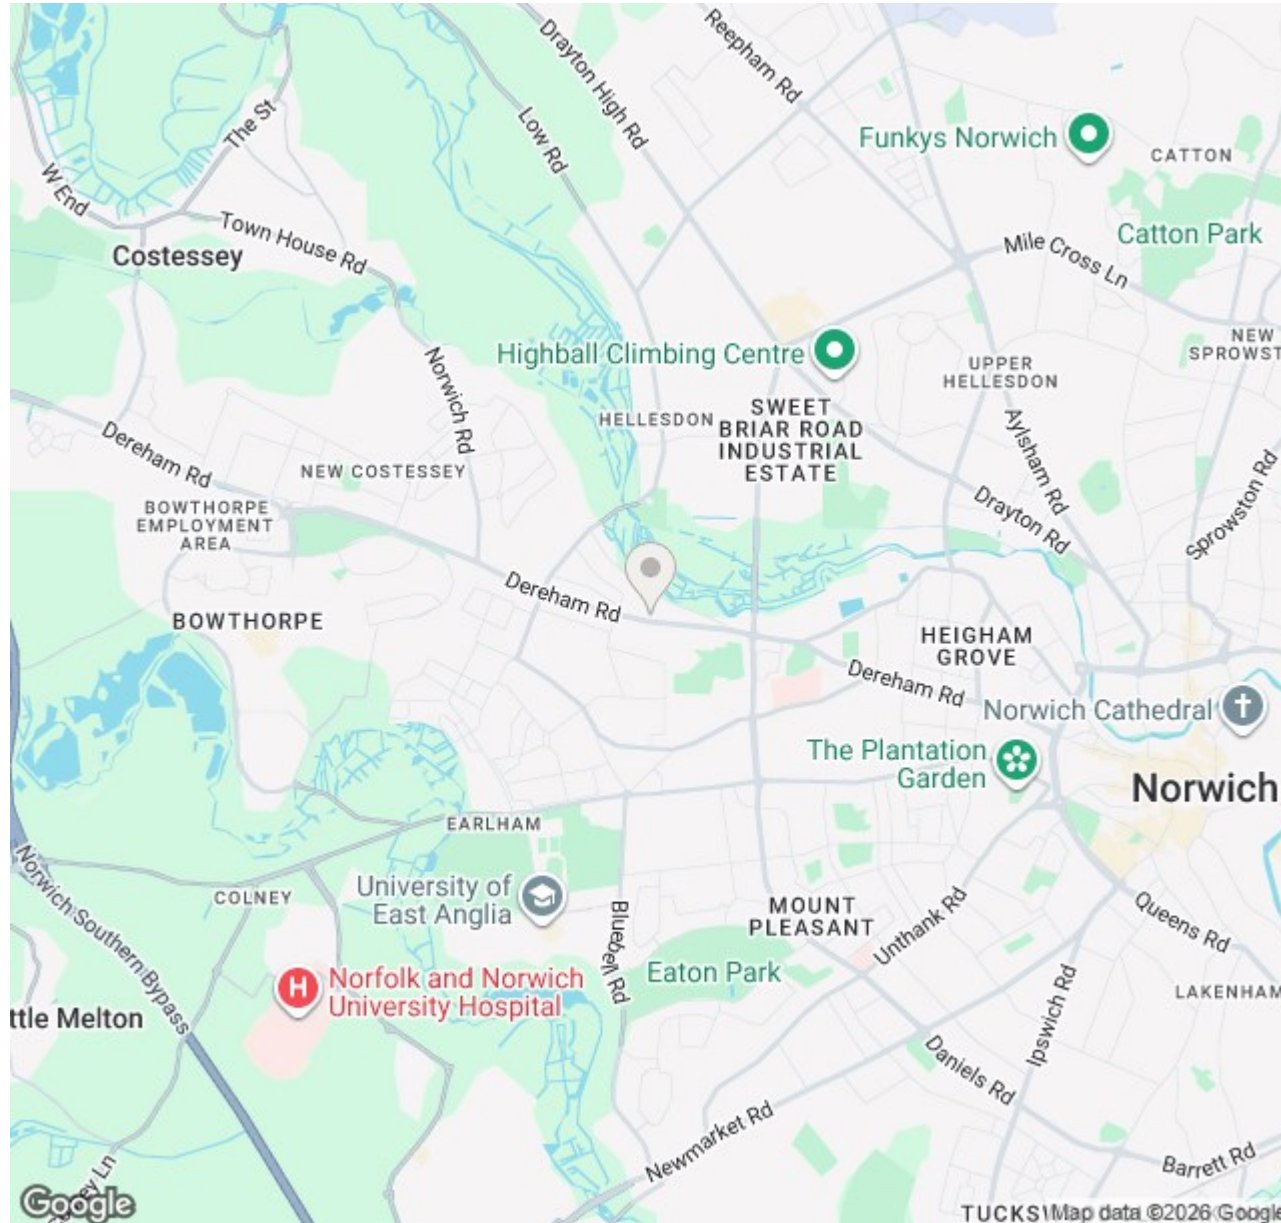 Reepham Rd
Drayton High Rd
Low Rd
The St
W End
Funkys Norwich
CATTON
Catton Park
Town House Rd
Costessey
Mile Cross Ln
NEW
Highball Climbing Centre
UPPER
HELLESDON
Norwich Rd
HELLESDON
SWEET
BRIAR ROAD
INDUSTRIAL
ESTATE
Aylsham Rd
Dereham Rd
NEW COSTESSEY
Sprowston Rd
Drayton Rd
BOWTHORPE
EMPLOYMENT
AREA
Dereham Rd
BOWTHORPE
HEIGHAM
GROVE
Dereham Rd
Norwich Cathedral
The Plantation
Garden
Norwich
EARLHAM
Norwich Southern Bypass
COLNEY
University of
East Anglia
Bluebell Rd
MOUNT
PLEASANT
Unthank Rd
Queens Rd
Norfolk and Norwich
University Hospital
Eaton Park
LAKENHAM
ttle Melton
Ipswich Rd
Daniels Rd
Newmarket Rd
Barrett Rd
Google
TUCKS
Map data ©2026 Google